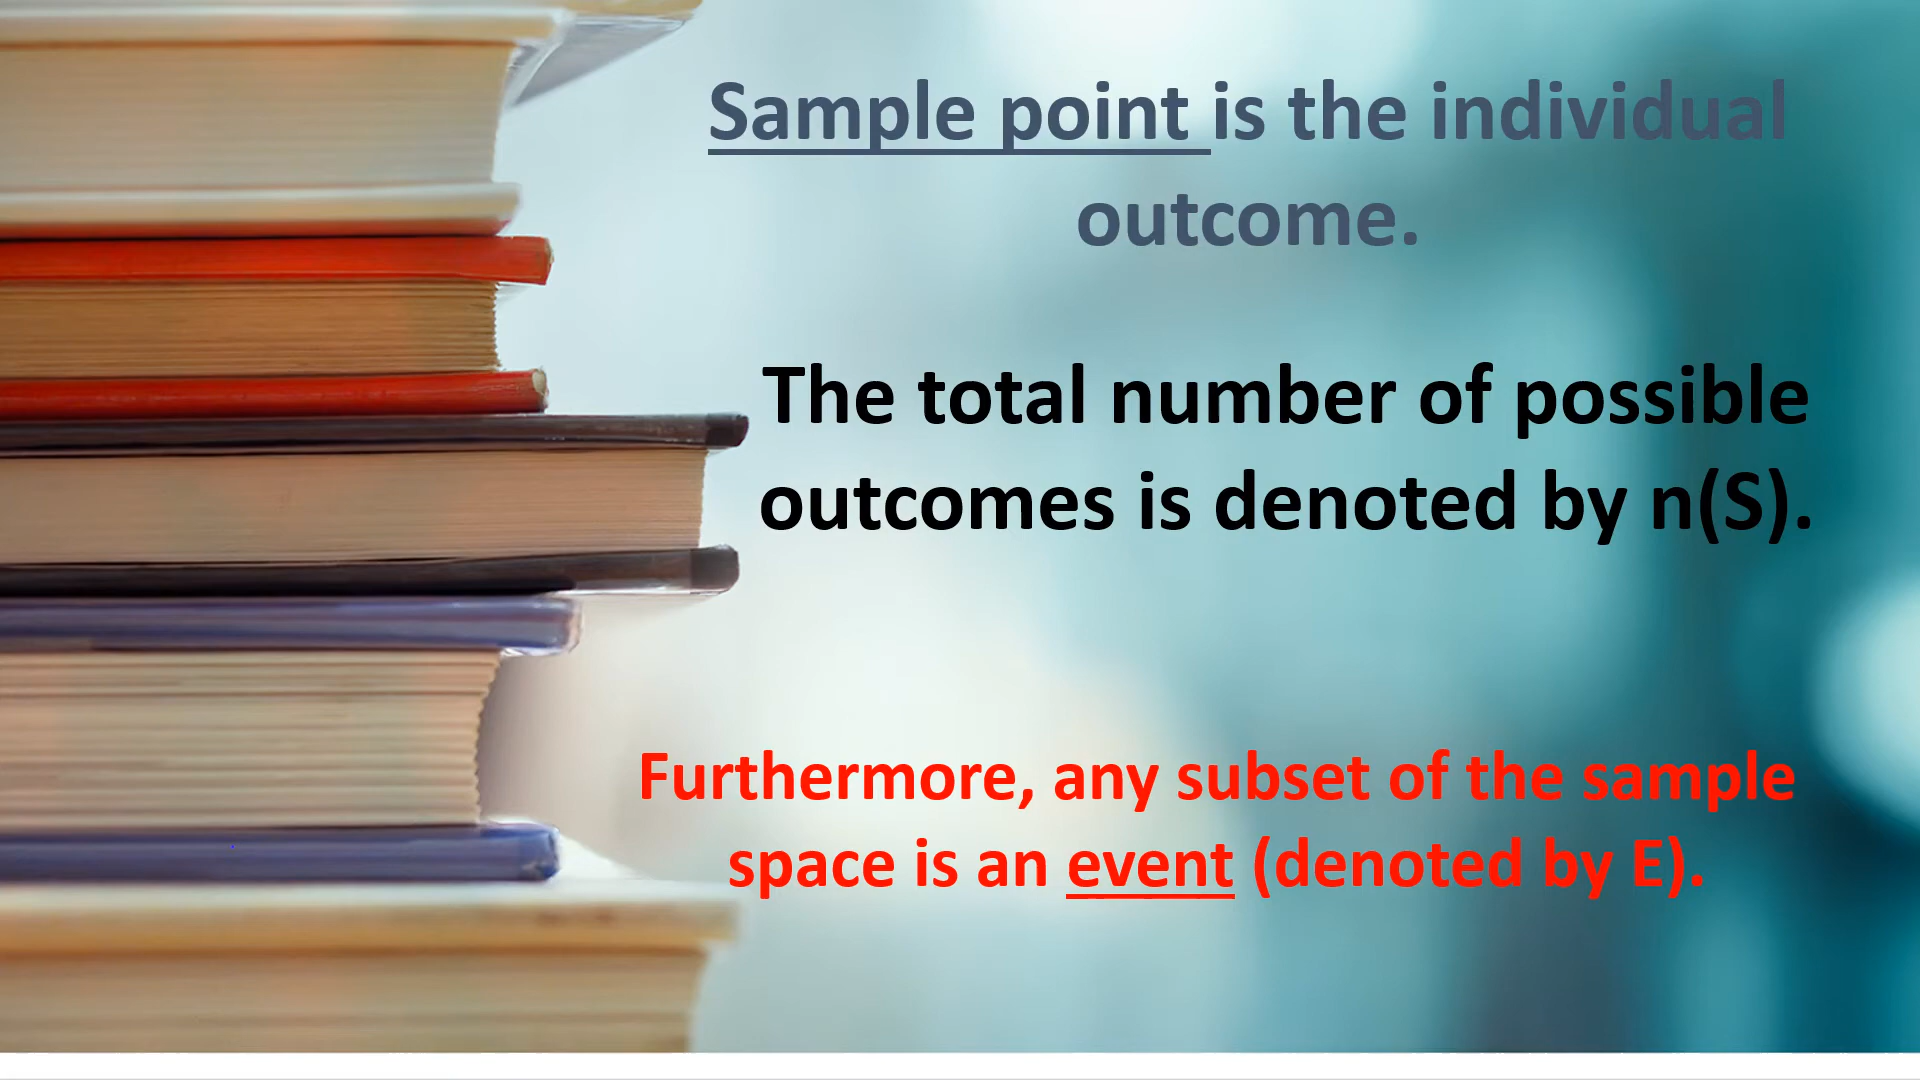 Sample point is the individual
outcome.
The total number of possible
outcomes is denoted by n(S).
Furthermore, any subset of the sample
space is an event (denoted by E).